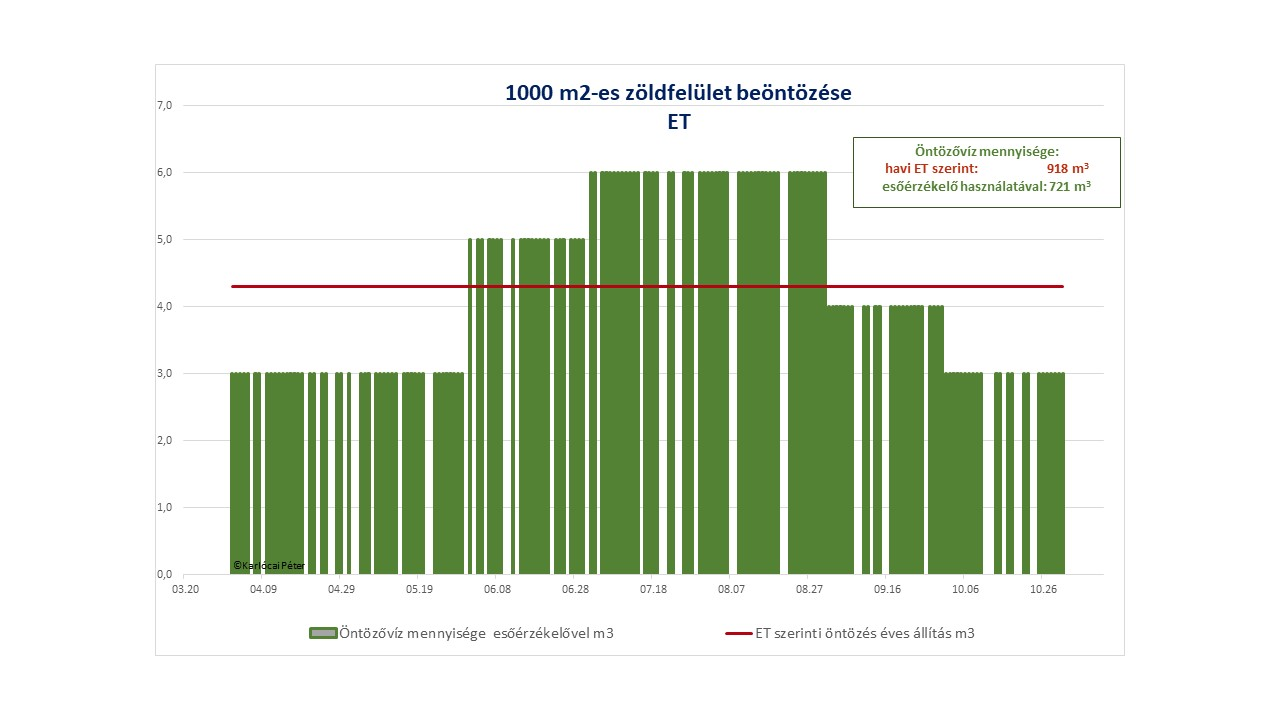 1000 m2-es zöldfelület beöntözése
ET
7,0
6,0
5,0
4,0
3,0
2,0
1,0
0,0
Öntözővíz mennyisége:
havi ET szerint: 918 m³
esőérzékelő használatával: 721 m³
©Karlócai Péter
03.20 04.09 04.29 05.19 06.08 06.28 07.18 08.07 08.27 09.16 10.06 10.26
Öntözővíz mennyisége esőérzékelővel m3
ET szerinti öntözés éves állítás m3